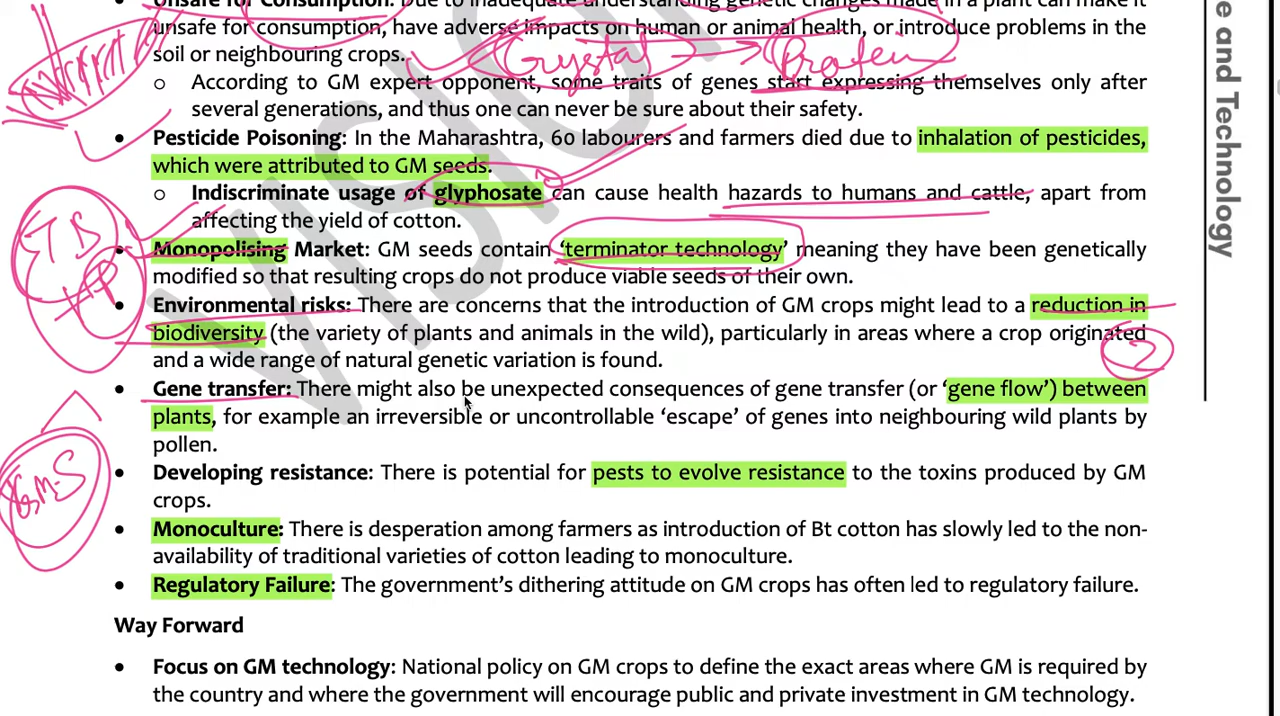 Unsafe for Consumption: Due to inadequate understanding genetic changes made in a plant can make it
unsafe for consumption, have adverse impacts on human or animal health, or introduce problems in the
soil or neighbouring crops.
Crystal → Protein
o According to GM expert opponent, some traits of genes start expressing themselves only after
several generations, and thus one can never be sure about their safety.
• Pesticide Poisoning: In the Maharashtra, 60 labourers and farmers died due to inhalation of pesticides,
which were attributed to GM seeds.
o Indiscriminate usage of glyphosate can cause health hazards to humans and cattle, apart from
affecting the yield of cotton.
• Monopolising Market: GM seeds contain ‘terminator technology’ meaning they have been genetically
modified so that resulting crops do not produce viable seeds of their own.
• Environmental risks: There are concerns that the introduction of GM crops might lead to a reduction in
biodiversity (the variety of plants and animals in the wild), particularly in areas where a crop originated
and a wide range of natural genetic variation is found.
2
• Gene transfer: There might also be unexpected consequences of gene transfer (or ‘gene flow’) between
plants, for example an irreversible or uncontrollable ‘escape’ of genes into neighbouring wild plants by
pollen.
• Developing resistance: There is potential for pests to evolve resistance to the toxins produced by GM
crops.
• Monoculture: There is desperation among farmers as introduction of Bt cotton has slowly led to the non-
availability of traditional varieties of cotton leading to monoculture.
• Regulatory Failure: The government’s dithering attitude on GM crops has often led to regulatory failure.
Way Forward
• Focus on GM technology: National policy on GM crops to define the exact areas where GM is required by
the country and where the government will encourage public and private investment in GM technology.
e and Technology